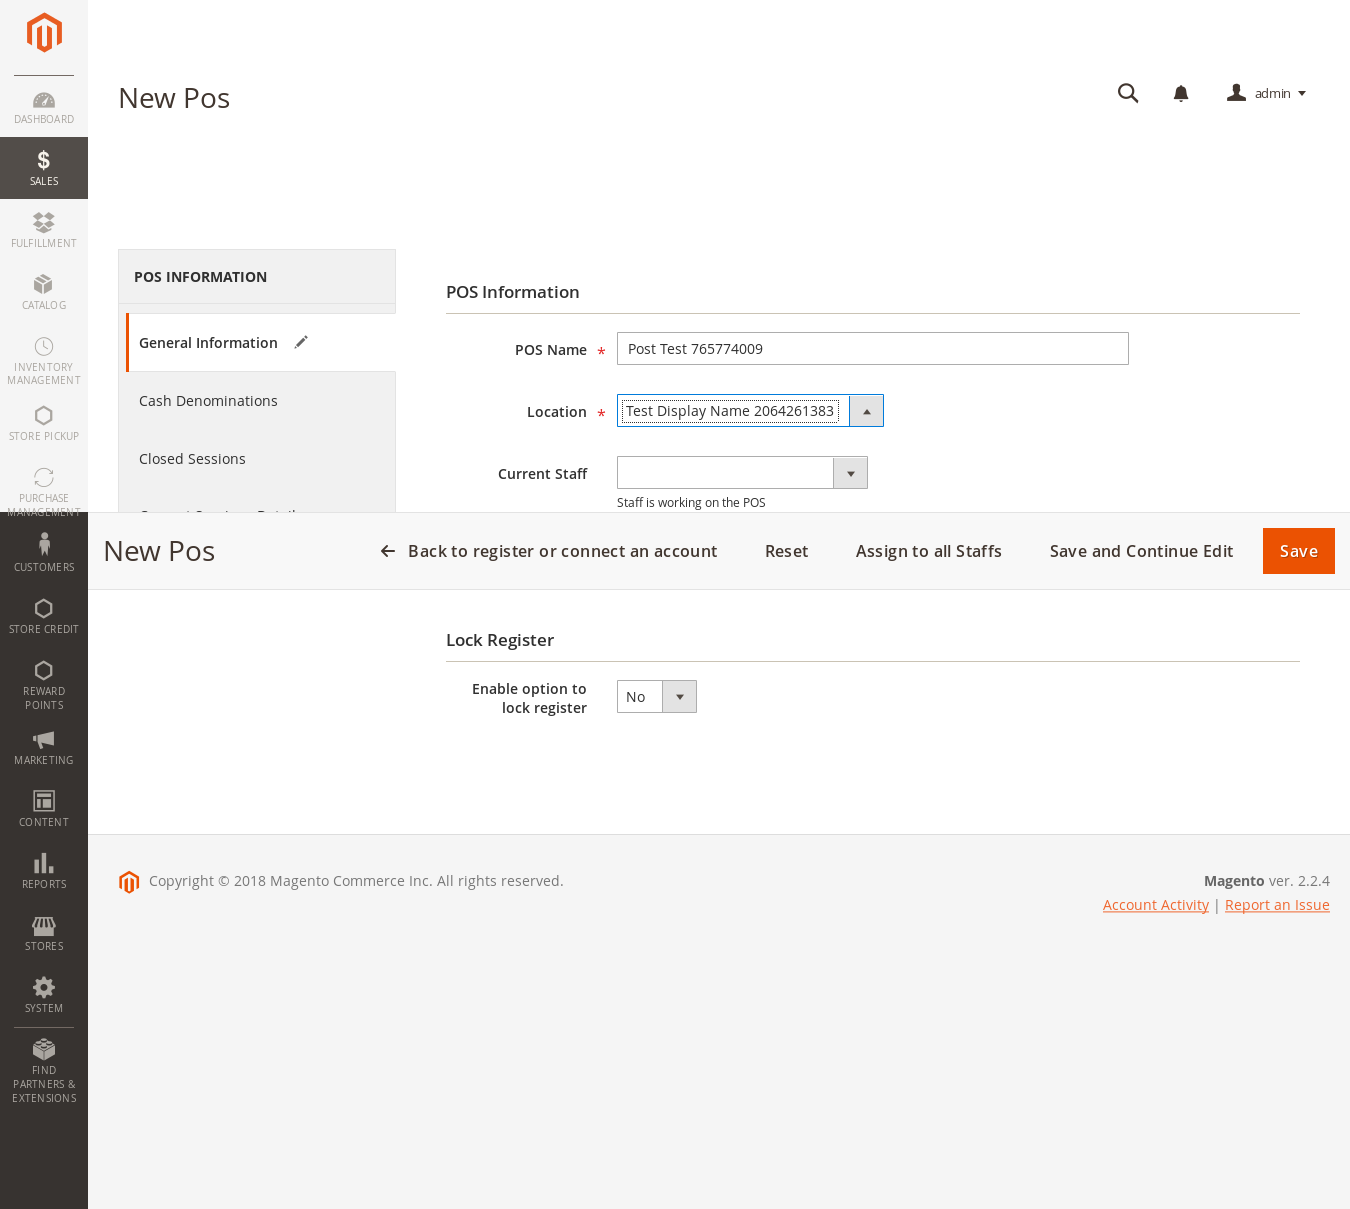 DASHBOARD
SALES
FULFILLMENT
CATALOG
INVENTORY
MANAGEMENT
STORE PICKUP
PURCHASE
MANAGEMENT
CUSTOMERS
STORE CREDIT
REWARD
POINTS
MARKETING
CONTENT
REPORTS
STORES
SYSTEM
FIND
PARTNERS &
EXTENSIONS
New Pos
admin
POS INFORMATION
General Information
Cash Denominations
Closed Sessions
POS Information
POS Name * Post Test 765774009
Location * Test Display Name 2064261383
Current Staff
Staff is working on the POS
New Pos
Back to register or connect an account
Reset
Assign to all Staffs
Save and Continue Edit
Save
Lock Register
Enable option to
lock register
No
Copyright © 2018 Magento Commerce Inc. All rights reserved.
Magento ver. 2.2.4
Account Activity | Report an Issue